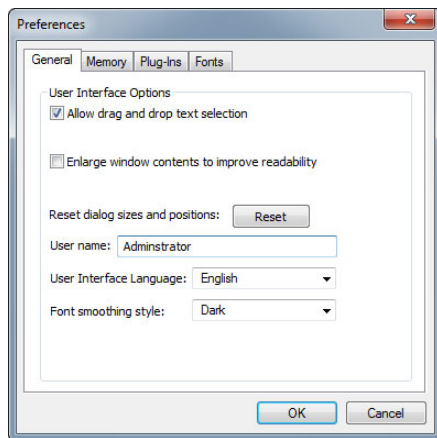 Preferences
General Memory Plug-Ins Fonts
User Interface Options
Allow drag and drop text selection
Enlarge window contents to improve readability
Reset dialog sizes and positions: Reset
User name: Adminstrator
User Interface Language: English
Font smoothing style: Dark
OK Cancel